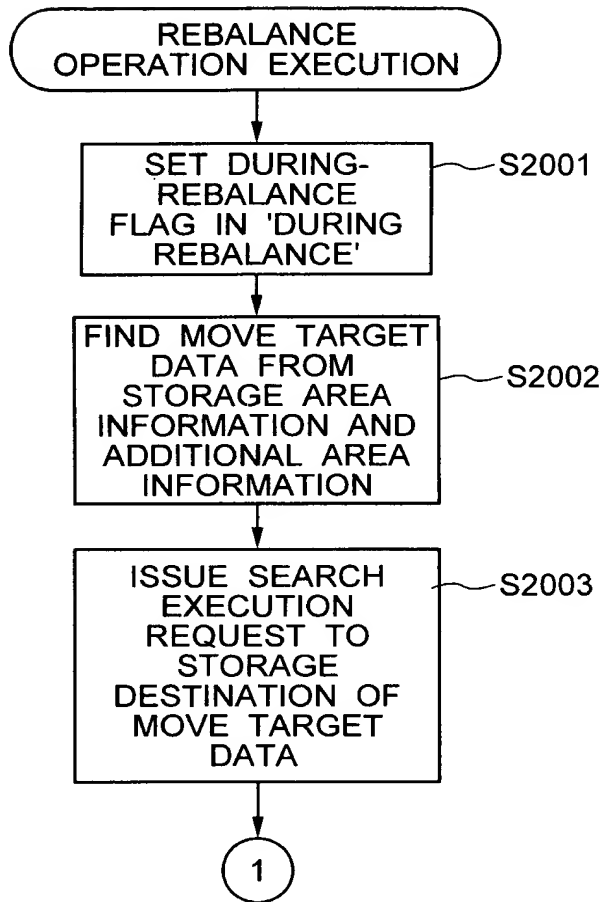 REBALANCE
OPERATION EXECUTION
SET DURING-
REBALANCE
FLAG IN 'DURING
REBALANCE'
S2001
FIND MOVE TARGET
DATA FROM
STORAGE AREA
INFORMATION AND
ADDITIONAL AREA
INFORMATION
S2002
ISSUE SEARCH
EXECUTION
REQUEST TO
STORAGE
DESTINATION OF
MOVE TARGET
DATA
S2003
1